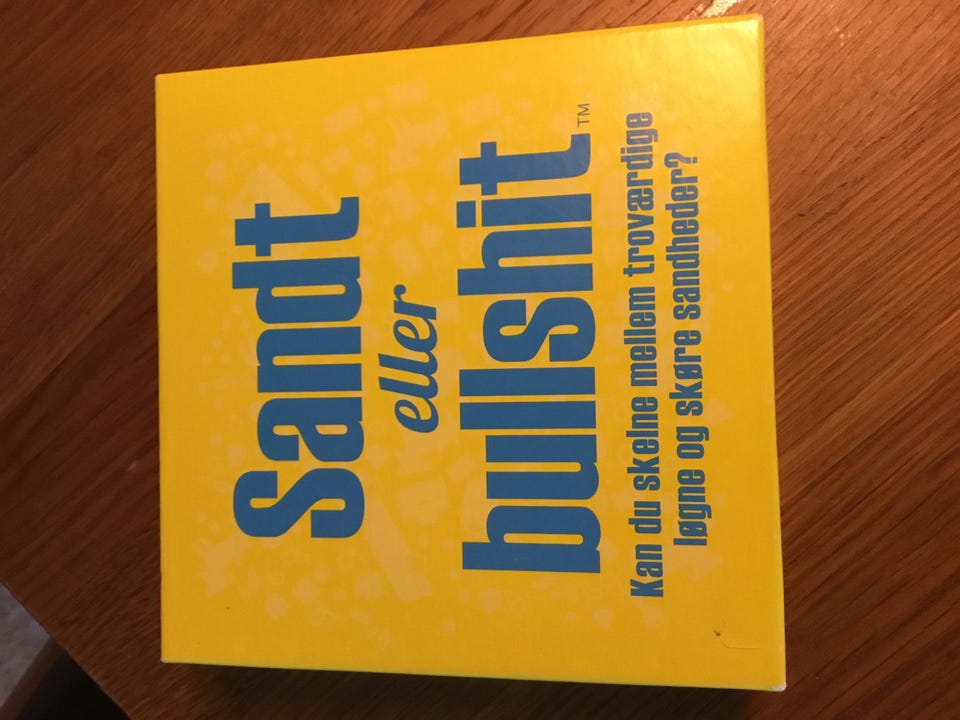 Sandt
eller
bullshit™
Kan du skelne mellem troværdige
løgne og skøre sandheder?